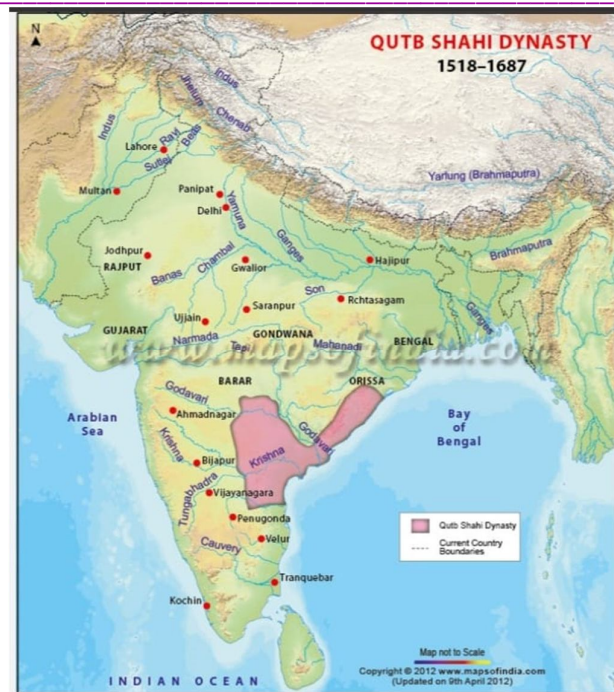 N
QUTB SHAHI DYNASTY
1518–1687
Indus
Jhelum
Chenab
Indus
Ravi
Beas
Lahore
Sutlej
Multan
Yarlung (Brahmaputra)
Panipat
Delhi
Yamuna
Ganges
Brahmaputra
Jodhpur
RAJPUT
Banas
Chambal
Gwalior
Hajipur
Son
Rchtasagam
Saranpur
Ujjain
Ganges
GUJARAT
Narmada
GONDWANA
Tapi
Mahanadi
BENGAL
www.mapsofindia.com
BARAR
ORISSA
Godavari
Ahmadnagar
Arabian
Sea
Godavari
Bay
of
Bengal
Krishna
Krishna
Bijapur
Tungabhadra
Vijayanagara
Penugonda
Velur
Cauvery
Tranquebar
Kochin
Qutb Shahi Dynasty
Current Country
Boundaries
Map not to Scale
Copyright © 2012 www.mapsofindia.com
(Updated on 9th April 2012)
INDIAN OCEAN